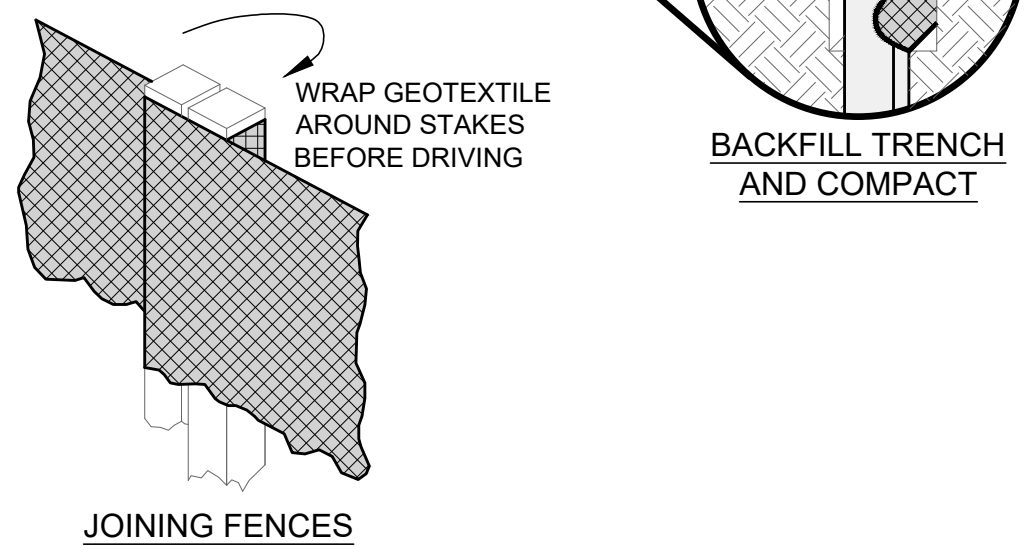 WRAP GEOTEXTILE
AROUND STAKES
BEFORE DRIVING
BACKFILL TRENCH
AND COMPACT
JOINING FENCES